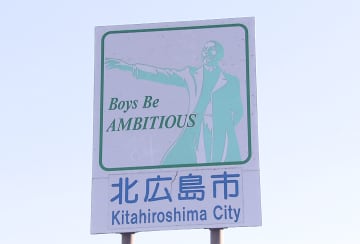 Boys Be
AMBITIOUS
北広島市
Kitahiroshima City